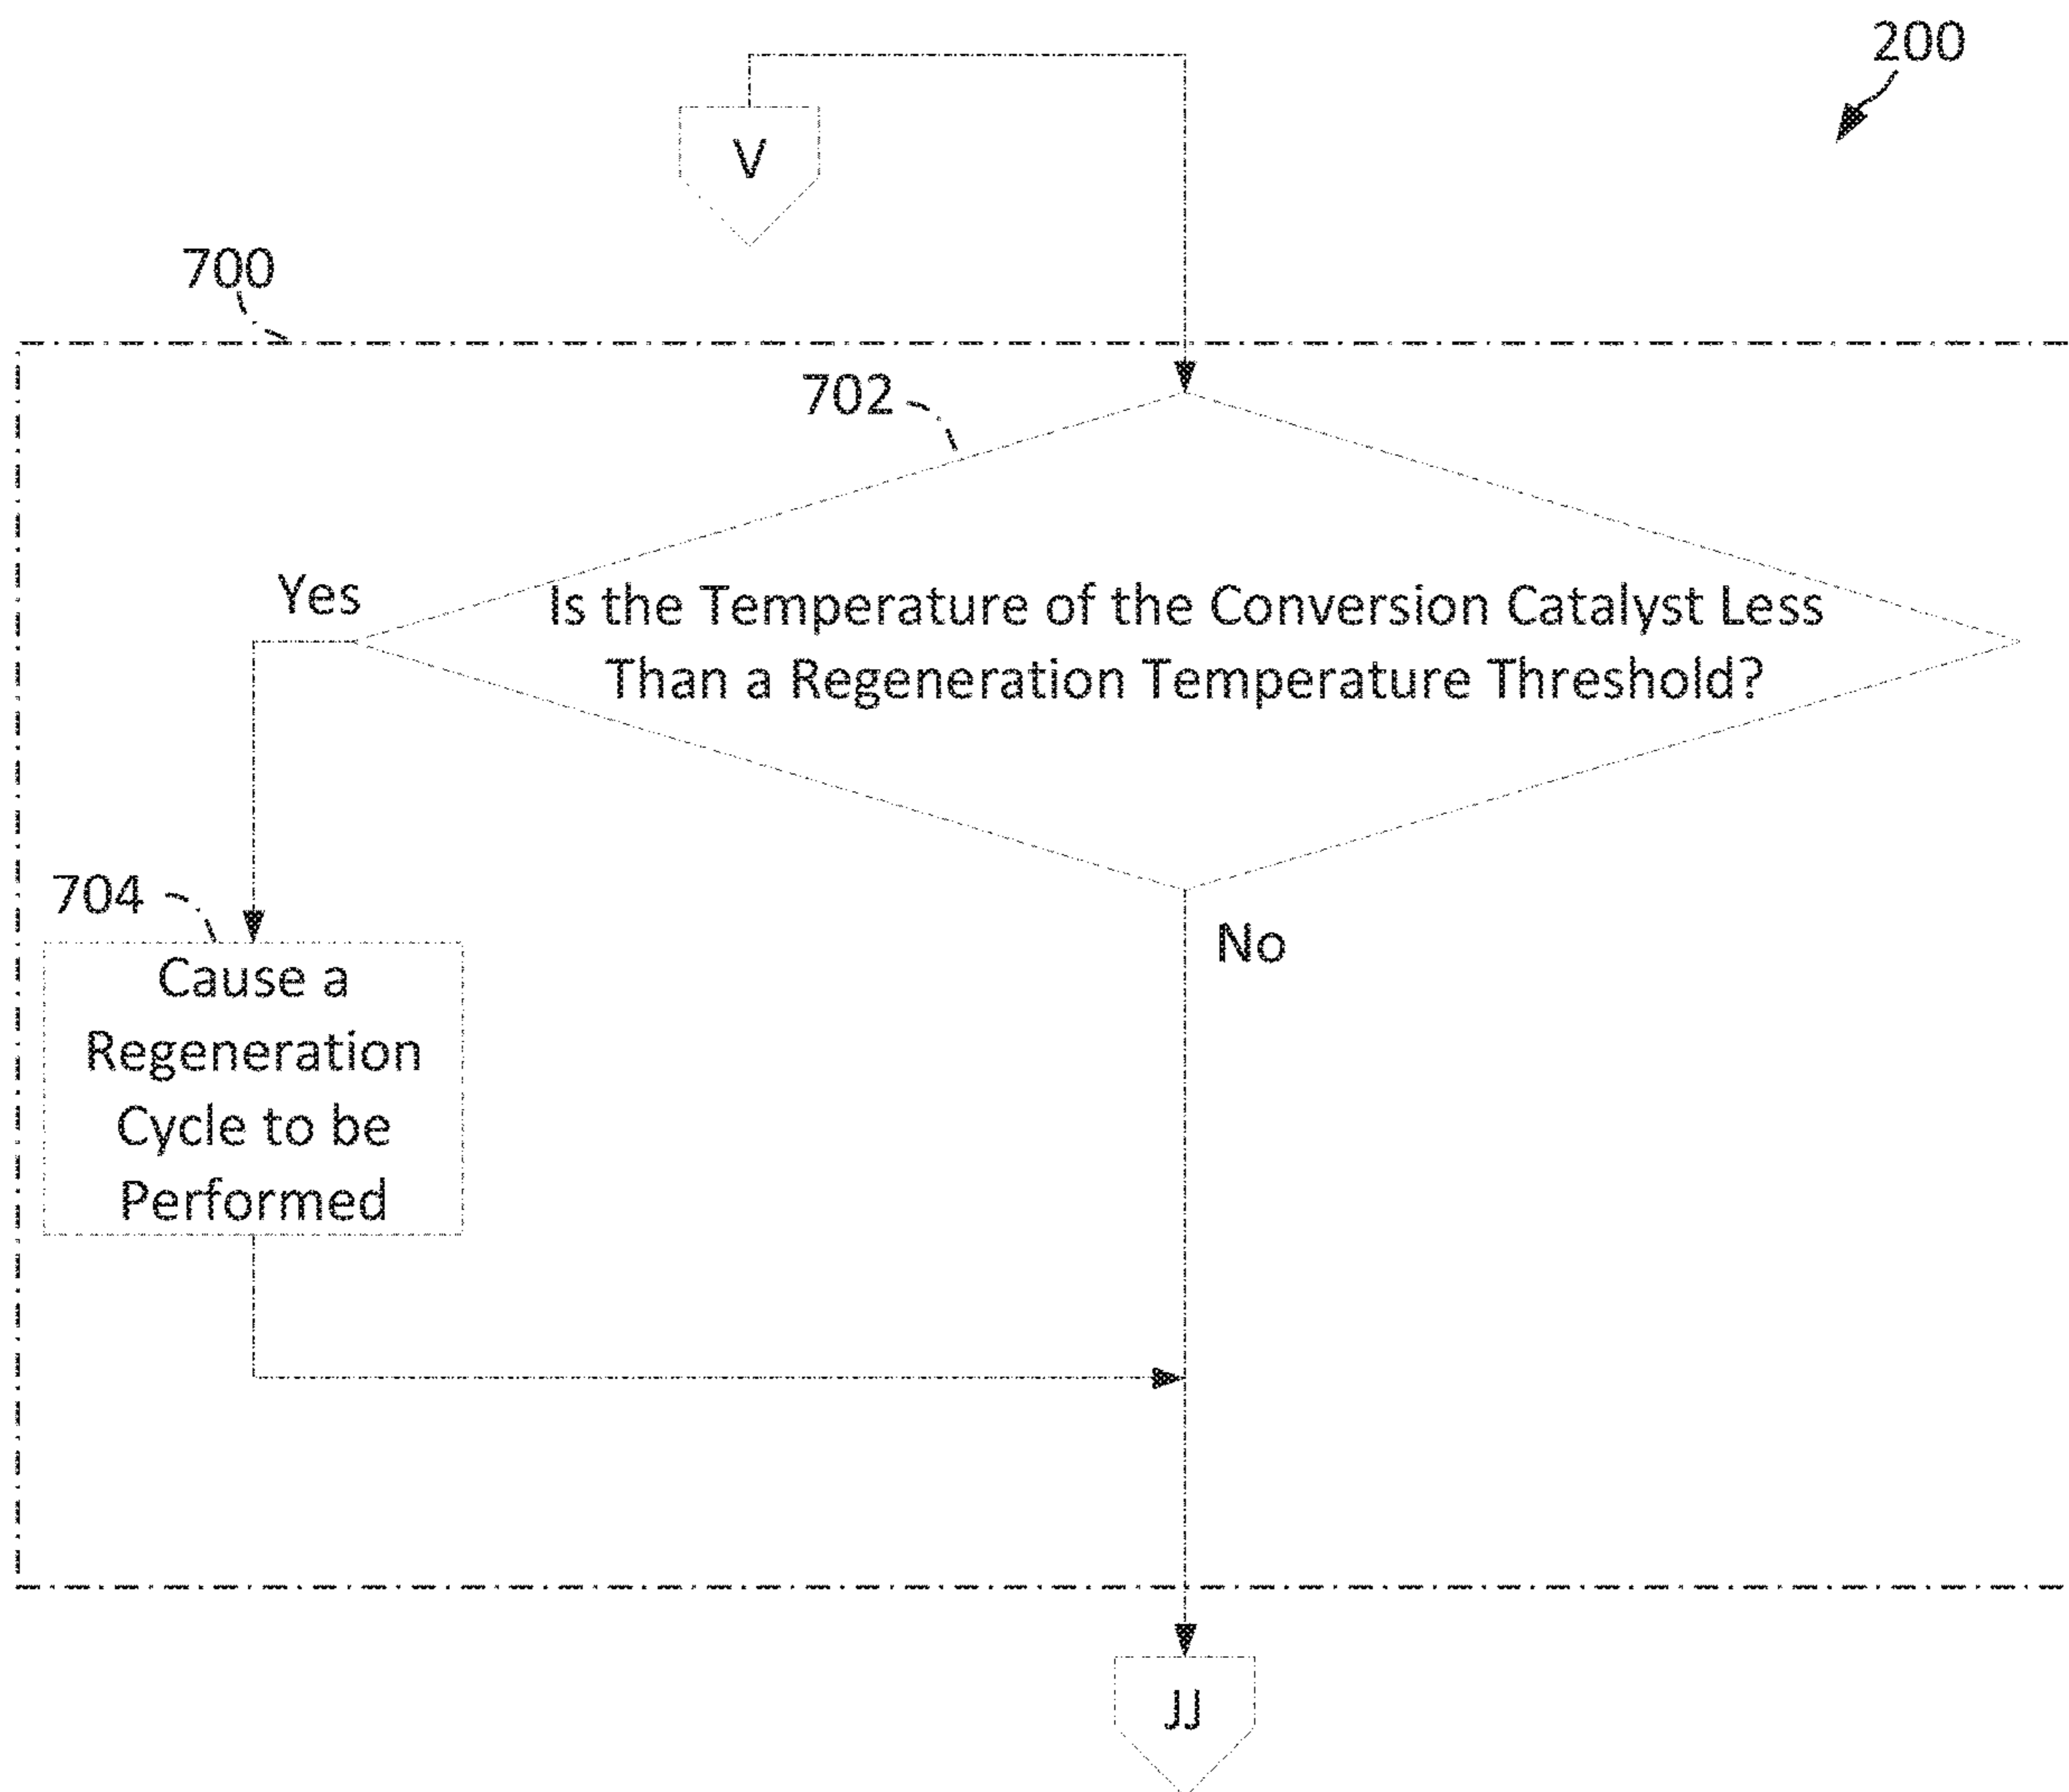 200
V
700
702
Yes
Is the Temperature of the Conversion Catalyst Less
Than a Regeneration Temperature Threshold?
704
No
Cause a
Regeneration
Cycle to be
Performed
JJ